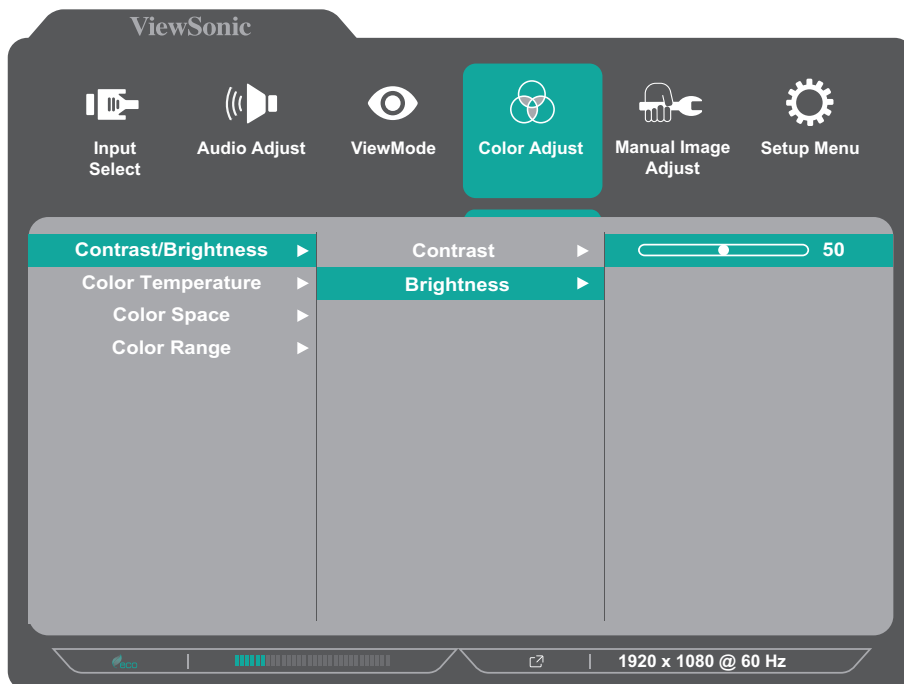 ViewSonic
Input Select
Audio Adjust
ViewMode
Color Adjust
Manual Image Adjust
Setup Menu
Contrast/Brightness
Contrast
50
Brightness
Color Temperature
Color Space
Color Range
eco
1920 x 1080 @ 60 Hz